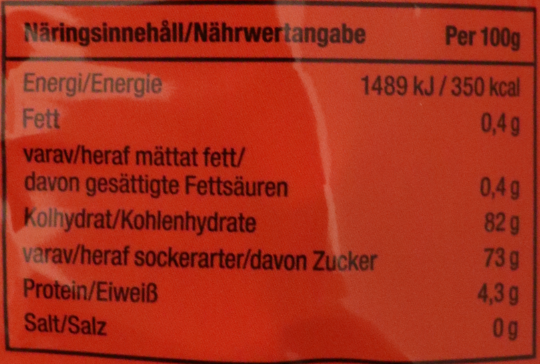 Näringsinnehåll/Nährwertangabe Per 100g
Energi/Energie 1489 kJ / 350 kcal
Fett 0,4 g
varav/heraf mättat fett/
davon gesättigte Fettsäuren 0,4 g
Kolhydrat/Kohlenhydrate 82 g
varav/heraf sockerarter/davon Zucker 73 g
Protein/Eiweiß 4,3 g
Salt/Salz 0 g